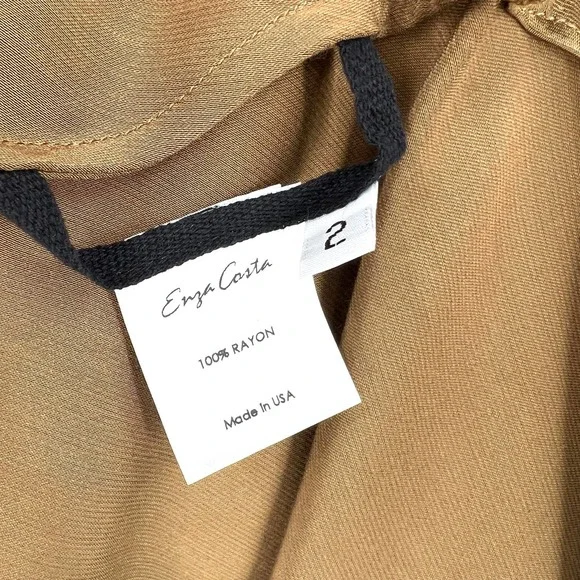 2
Enza Costa
100% RAYON
Made In USA